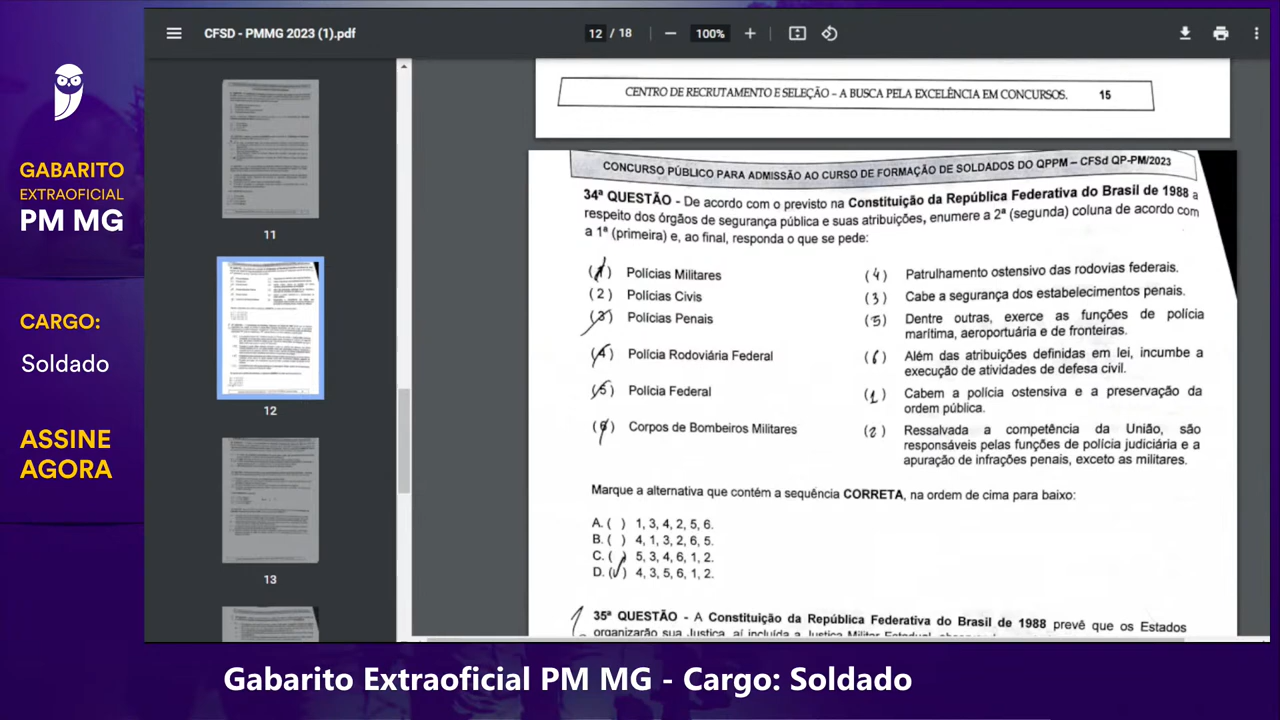 CFSD - PMMG 2023 (1).pdf
12 / 18
100%
GABARITO
EXTRAOFICIAL
PM MG
CARGO:
Soldado
ASSINE
AGORA
11
12
13
CENTRO DE RECRUTAMENTO E SELEÇÃO – A BUSCA PELA EXCELÊNCIA EM CONCURSOS. 15
CONCURSO PÚBLICO PARA ADMISSÃO AO CURSO DE FORMAÇÃO DE SOLDADOS DO QPPM – CFSd QP-PM/2023
34ª QUESTÃO - De acordo com o previsto na Constituição da República Federativa do Brasil de 1988 a
respeito dos órgãos de segurança pública e suas atribuições, enumere a 2ª (segunda) coluna de acordo com
a 1ª (primeira) e, ao final, responda o que se pede:
(1) Polícias Militares
(2) Polícias Civis
(3) Polícias Penais
(4) Polícia Rodoviária Federal
(5) Polícia Federal
(6) Corpos de Bombeiros Militares
(4) Patrulhamento ostensivo das rodovias federais.
(3) Cabe a segurança dos estabelecimentos penais.
(5) Dentre outras, exerce as funções de polícia
marítima, aeroportuária e de fronteiras.
(6) Além das atribuições definidas em lei, incumbe a
execução de atividades de defesa civil.
(1) Cabem a polícia ostensiva e a preservação da
ordem pública.
(2) Ressalvada a competência da União, são
responsáveis pelas funções de polícia judiciária e a
apuração de infrações penais, exceto as militares.
Marque a alternativa que contém a sequência CORRETA, na ordem de cima para baixo:
A. ( ) 1, 3, 4, 2, 5, 6.
B. ( ) 4, 1, 3, 2, 6, 5.
C. ( ) 5, 3, 4, 6, 1, 2.
D. ( ) 4, 3, 5, 6, 1, 2.
35ª QUESTÃO - A Constituição da República Federativa do Brasil de 1988 prevê que os Estados
organizarão sua Justiça, aí incluída a Justiça Militar Estadual,
Gabarito Extraoficial PM MG - Cargo: Soldado